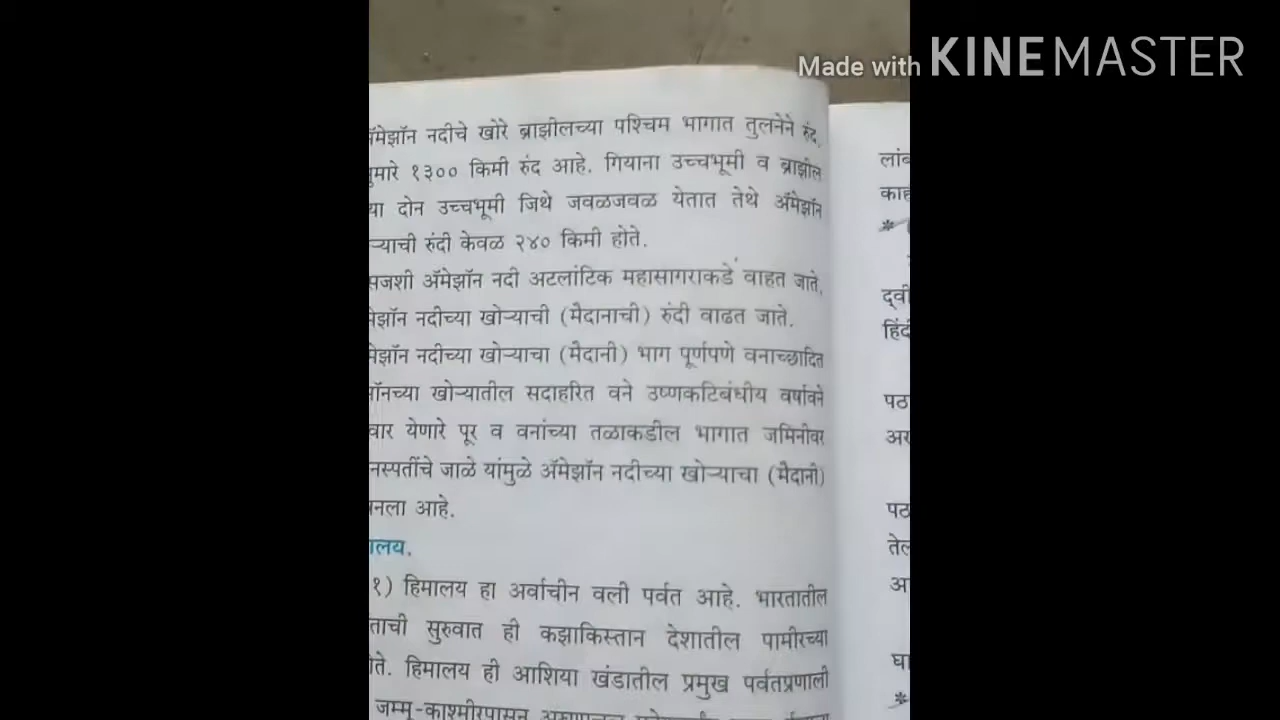 Made with KINEMASTER
ॲमेझॉन नदीचे खोरे ब्राझीलच्या पश्चिम भागात तुलनेने रुंद,
१३०० किमी रुंद आहे. गियाना उच्चभूमी व ब्राझील
या दोन उच्चभूमी जिथे जवळजवळ येतात तेथे ॲमेझॉन
ऱ्याची रुंदी केवळ २४० किमी होते.
सजशी ॲमेझॉन नदी अटलांटिक महासागराकडे वाहत जाते,
मेझॉन नदीच्या खोऱ्याची (मैदानाची) रुंदी वाढत जाते.
मेझॉन नदीच्या खोऱ्याचा (मैदानी) भाग पूर्णपणे वनाच्छादित
झॉनच्या खोऱ्यातील सदाहरित वने उष्णकटिबंधीय वर्षावने
वार येणारे पूर व वनांच्या तळाकडील भागात जमिनीवर
नस्पतींचे जाळे यांमुळे ॲमेझॉन नदीच्या खोऱ्याचा (मैदानी)
बनला आहे.
ालय.
१) हिमालय हा अर्वाचीन वली पर्वत आहे. भारतातील
ताची सुरुवात ही कझाकिस्तान देशातील पामीरच्या
ोते. हिमालय ही आशिया खंडातील प्रमुख पर्वतप्रणाली
जम्मू-काश्मीरपासून
लांब
काह
*
द्वी
हिंदी
पठ
अर
पठ
तेल
अ
घा
*